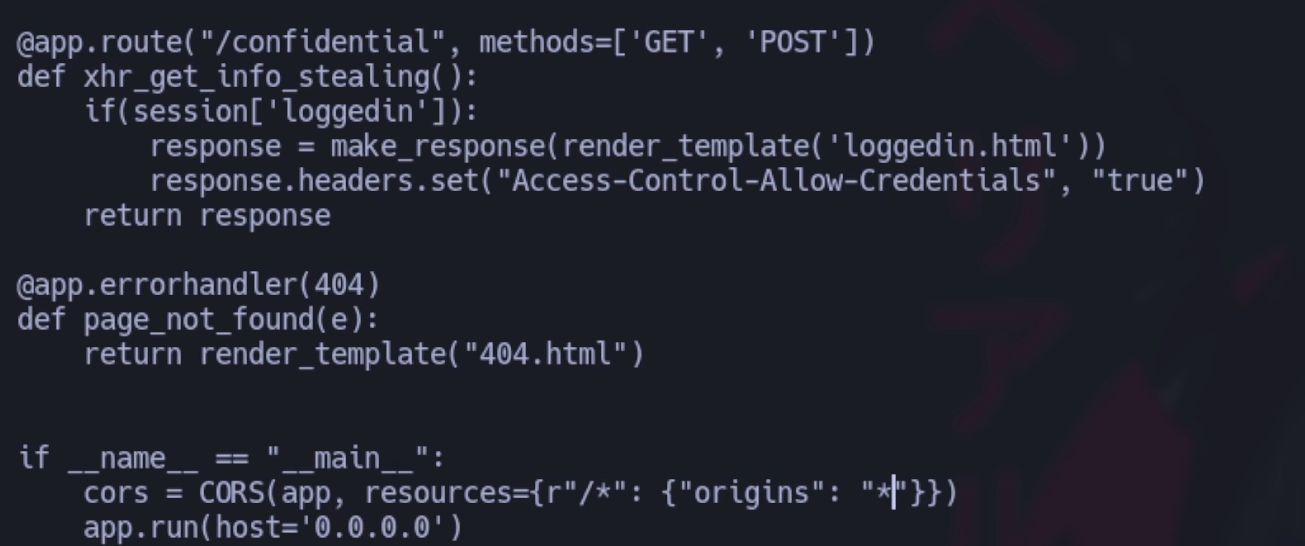 @app.route("/confidential", methods=['GET', 'POST'])
def xhr_get_info_stealing():
    if(session['loggedin']):
        response = make_response(render_template('loggedin.html'))
        response.headers.set("Access-Control-Allow-Credentials", "true")
    return response

@app.errorhandler(404)
def page_not_found(e):
    return render_template("404.html")


if __name__ == "__main__":
    cors = CORS(app, resources={r"/*": {"origins": "*"}})
    app.run(host='0.0.0.0')